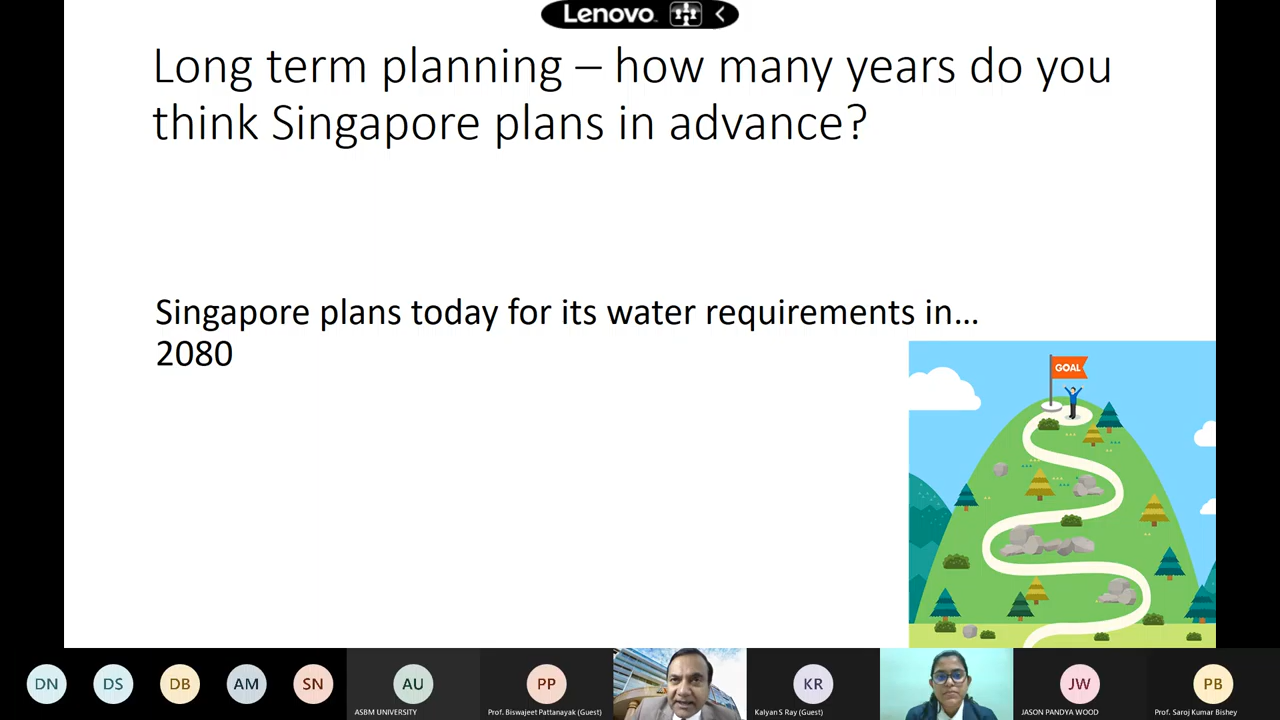 Lenovo
Long term planning – how many years do you
think Singapore plans in advance?
Singapore plans today for its water requirements in...
2080
GOAL
DN
DS
DB
AM
SN
AU
ASBM UNIVERSITY
PP
Prof. Biswajeet Pattanayak (Guest)
KR
Kalyan S Ray (Guest)
JW
JASON PANDYA WOOD
PB
Prof. Saroj Kumar Bishey